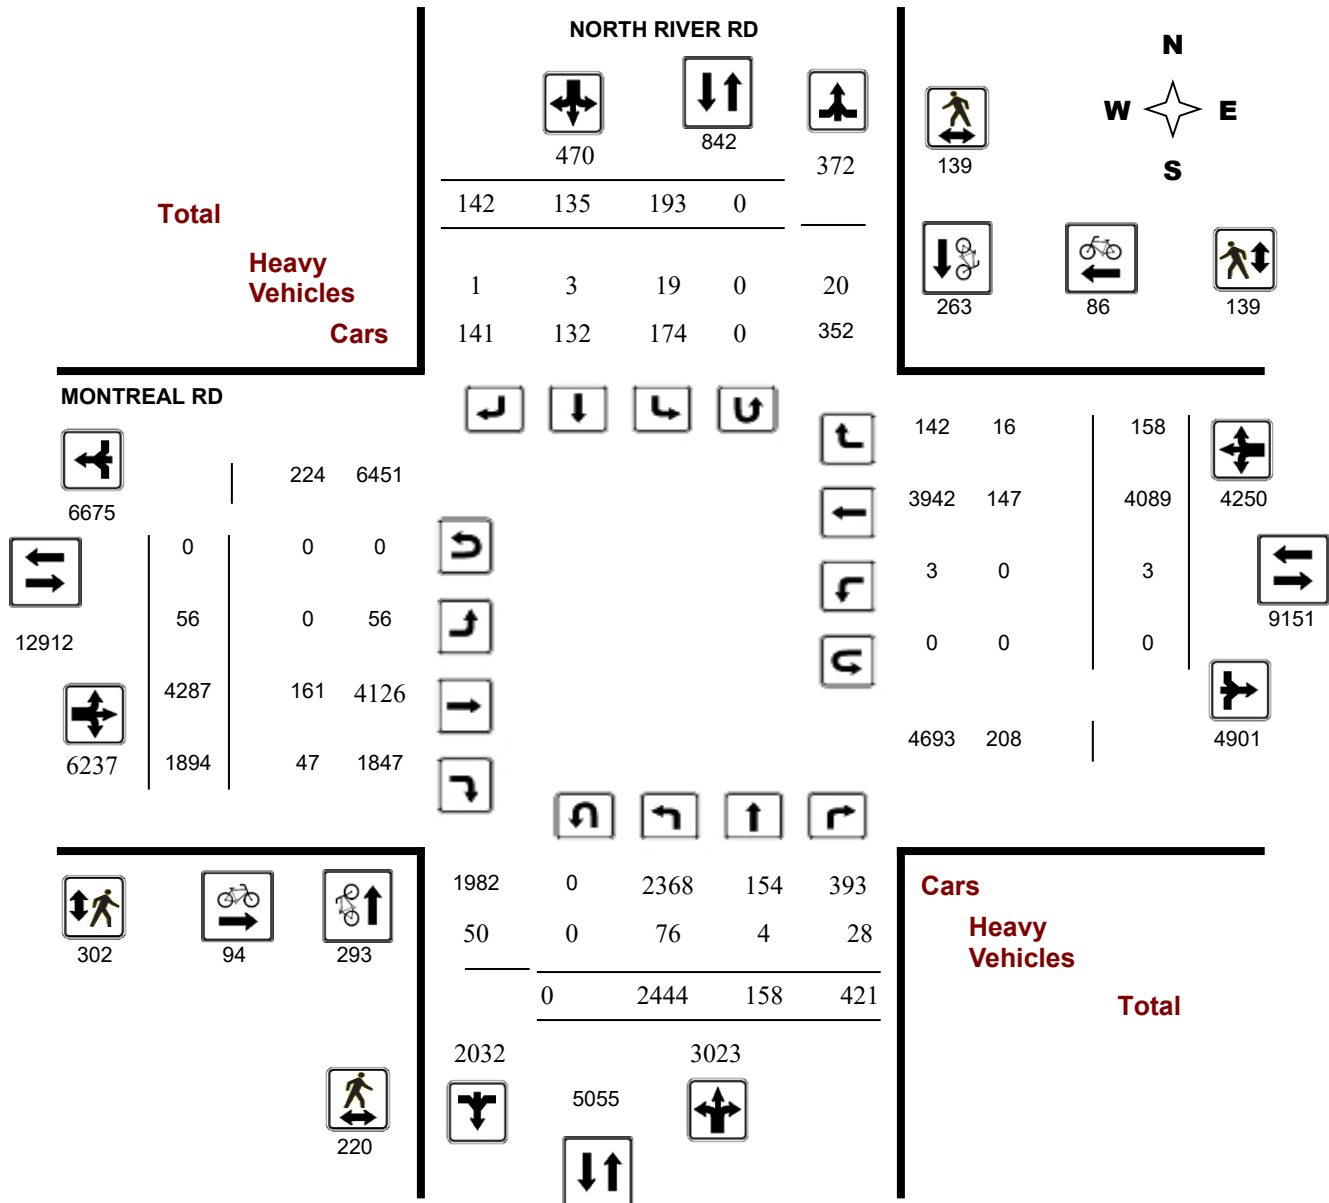 NORTH RIVER RD
N
W E
S
470
842
372
139
142 135 193 0
Total
Heavy
Vehicles
1 3 19 0 20
263 86 139
Cars
141 132 174 0 352
MONTREAL RD
142 16 158
224 6451
6675
3942 147 4089 4250
0 0 0
3 0 3
56 0 56
9151
12912
0 0 0
4287 161 4126
4693 208 4901
6237 1894 47 1847
1982 0 2368 154 393
Cars
50 0 76 4 28
Heavy
Vehicles
302 94 293
0 2444 158 421
Total
2032 3023
5055
220